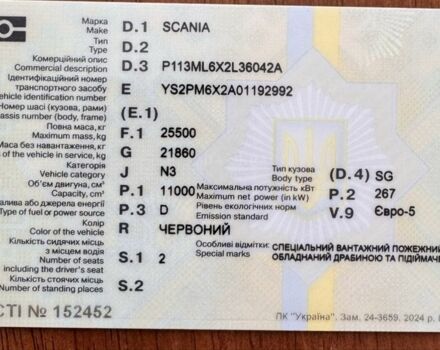 Марка
Make D.1 SCANIA
Тип
Type D.2
Комерційний опис
Commercial description D.3 P113ML6X2L36042A
Ідентифікаційний номер
транспортного засобу
vehicle identification number E YS2PM6X2A01192992
Номер шасі (кузова, рами)
assis number (body, frame) (E.1)
Повна маса, кг
Maximum mass, kg F.1 25500
Маса без навантаження, кг
s of the vehicle in service, kg G 21860
Категорія
Category J N3 Тип кузова
Body type (D.4) SG
Об'єм двигуна, см³
Capacity, cm³ P.1 11000 Максимальна потужність кВт
Maximum net power (in kW) P.2 267
алива або джерела енергії
Type of fuel or power source P.3 D Рівень екологічних норм
Emission standard V.9 Євро-5
Колір
Color of the vehicle R ЧЕРВОНИЙ
Кількість сидячих місць
з місцем водія
Number of seats
including the driver's seat S.1 2
Особливі відмітки:
Special marks СПЕЦІАЛЬНИЙ ВАНТАЖНИЙ ПОЖЕЖНИЙ
ОБЛАДНАНИЙ ДРАБИНОЮ ТА ПІДІЙМАЧЕ
Кількість стоячих місць
Number of standing places S.2
СТІ № 152452
ПК "Україна". Зам. 24-3659. 2024 р.